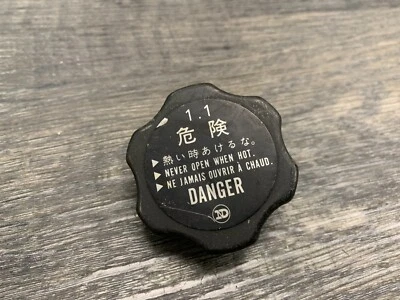 1.1
危険
▶熱い時あけるな。
▶NEVER OPEN WHEN HOT.
▶NE JAMAIS OUVRIR À CHAUD.
DANGER
ND